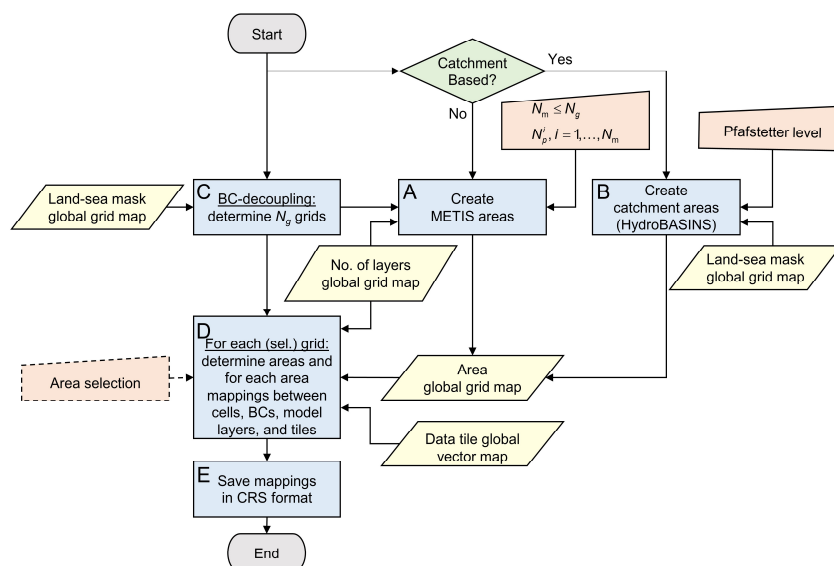 Start
Catchment
Based?
Yes
No
N_m ≤ N_g
N_p^i, i = 1,…,N_m
Pfafstetter level
Land-sea mask
global grid map
C
BC-decoupling:
determine N_g grids
A
Create
METIS areas
B
Create
catchment areas
(HydroBASINS)
No. of layers
global grid map
Land-sea mask
global grid map
D
For each (sel.) grid:
determine areas and
for each area
mappings between
cells, BCs, model
layers, and tiles
Area selection
Area
global grid map
Data tile global
vector map
E
Save mappings
in CRS format
End